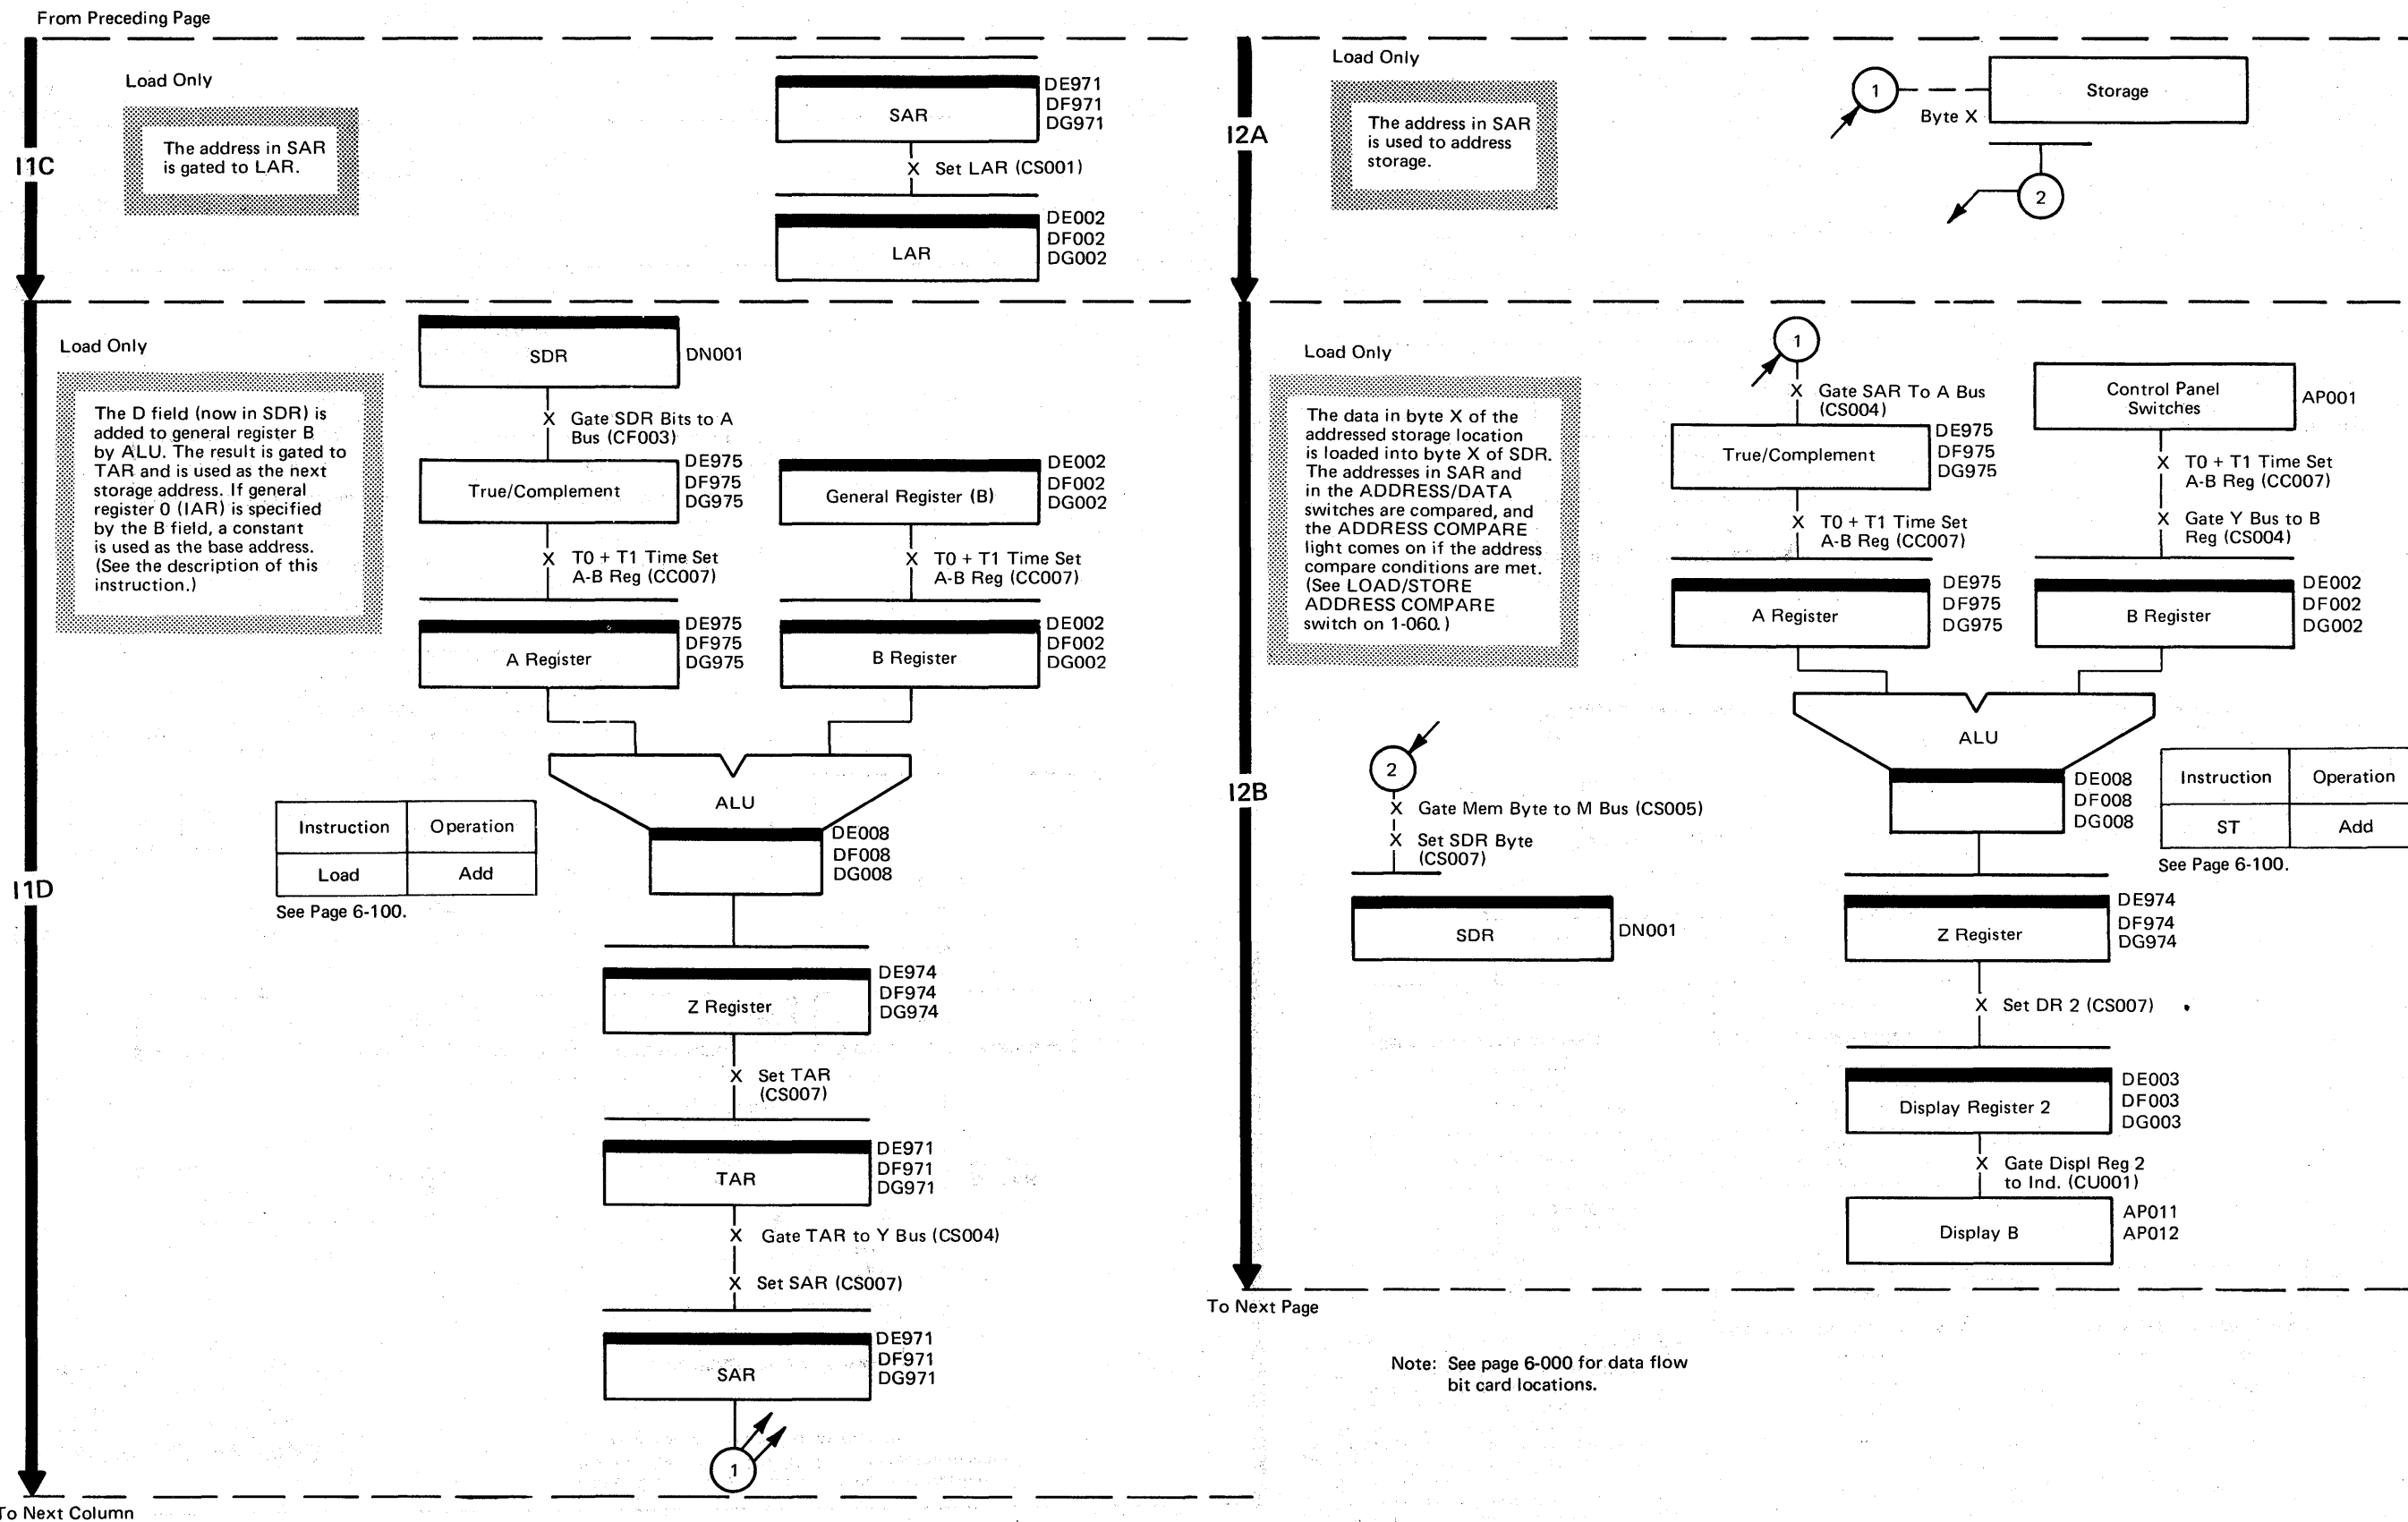 From Preceding Page
I1C
Load Only
The address in SAR
is gated to LAR.
SAR
DE971
DF971
DG971
X Set LAR (CS001)
LAR
DE002
DF002
DG002
I1D
Load Only
The D field (now in SDR) is
added to general register B
by ALU. The result is gated to
TAR and is used as the next
storage address. If general
register 0 (IAR) is specified
by the B field, a constant
is used as the base address.
(See the description of this
instruction.)
SDR
DN001
X Gate SDR Bits to A
Bus (CF003)
True/Complement
DE975
DF975
DG975
General Register (B)
DE002
DF002
DG002
X T0 + T1 Time Set
A-B Reg (CC007)
X T0 + T1 Time Set
A-B Reg (CC007)
A Register
DE975
DF975
DG975
B Register
DE002
DF002
DG002
ALU
DE008
DF008
DG008
Instruction Operation
Load Add
See Page 6-100.
Z Register
DE974
DF974
DG974
X Set TAR
(CS007)
TAR
DE971
DF971
DG971
X Gate TAR to Y Bus (CS004)
X Set SAR (CS007)
SAR
DE971
DF971
DG971
1
To Next Column
I2A
Load Only
The address in SAR
is used to address
storage.
1
Byte X
Storage
2
I2B
Load Only
The data in byte X of the
addressed storage location
is loaded into byte X of SDR.
The addresses in SAR and
in the ADDRESS/DATA
switches are compared, and
the ADDRESS COMPARE
light comes on if the address
compare conditions are met.
(See LOAD/STORE
ADDRESS COMPARE
switch on 1-060.)
1
X Gate SAR To A Bus
(CS004)
True/Complement
DE975
DF975
DG975
Control Panel
Switches
AP001
X T0 + T1 Time Set
A-B Reg (CC007)
X T0 + T1 Time Set
A-B Reg (CC007)
X Gate Y Bus to B
Reg (CS004)
A Register
DE975
DF975
DG975
B Register
DE002
DF002
DG002
ALU
DE008
DF008
DG008
Instruction Operation
ST Add
See Page 6-100.
2
X Gate Mem Byte to M Bus (CS005)
X Set SDR Byte
(CS007)
SDR
DN001
Z Register
DE974
DF974
DG974
X Set DR 2 (CS007)
Display Register 2
DE003
DF003
DG003
X Gate Displ Reg 2
to Ind. (CU001)
Display B
AP011
AP012
To Next Page
Note: See page 6-000 for data flow
bit card locations.